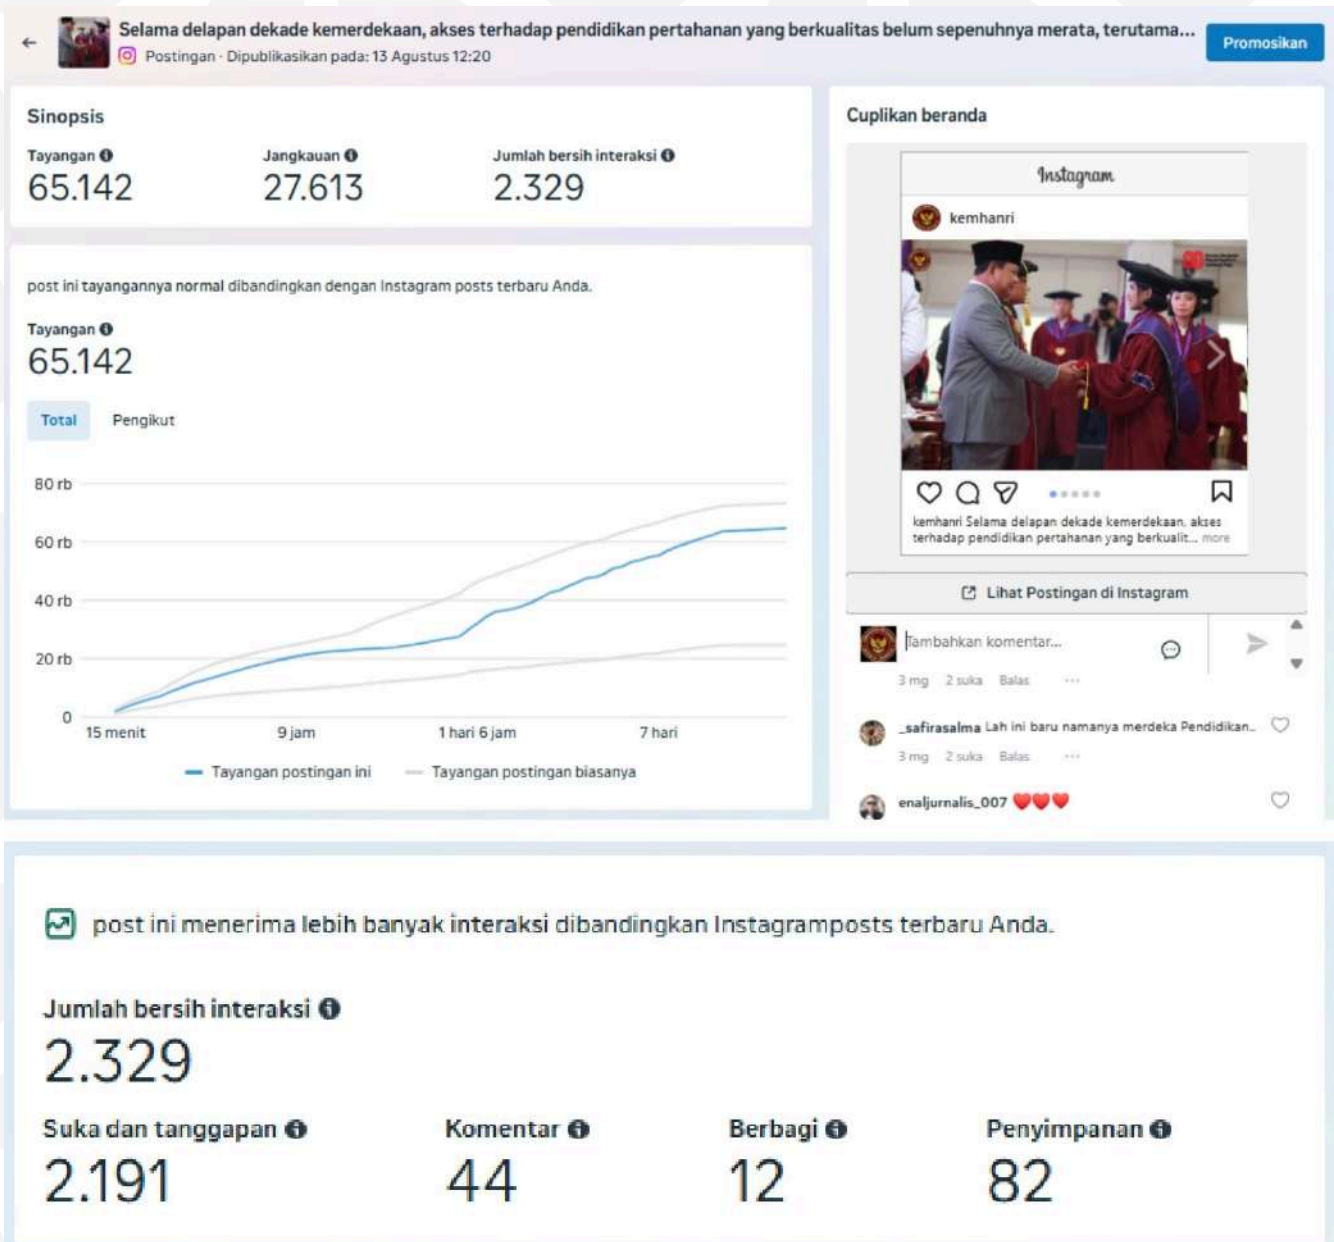 Selama delapan dekade kemerdekaan, akses terhadap pendidikan pertahanan yang berkualitas belum sepenuhnya merata, terutama...
Postingan · Dipublikasikan pada: 13 Agustus 12:20
Promosikan
Sinopsis
Tayangan
65.142
Jangkauan
27.613
Jumlah bersih interaksi
2.329
post ini tayangannya normal dibandingkan dengan Instagram posts terbaru Anda.
Tayangan
65.142
Total Pengikut
80 rb
60 rb
40 rb
20 rb
0
15 menit 9 jam 1 hari 6 jam 7 hari
Tayangan postingan ini Tayangan postingan biasanya
Cuplikan beranda
Instagram
kemhanri
kemhanri Selama delapan dekade kemerdekaan, akses
terhadap pendidikan pertahanan yang berkualit... more
Lihat Postingan di Instagram
Tambahkan komentar...
3 mg 2 suka Balas ...
_safirasalma Lah ini baru namanya merdeka Pendidikan..
3 mg 2 suka Balas ...
enaljurnalis_007 ❤️❤️❤️
post ini menerima lebih banyak interaksi dibandingkan Instagramposts terbaru Anda.
Jumlah bersih interaksi
2.329
Suka dan tanggapan
2.191
Komentar
44
Berbagi
12
Penyimpanan
82